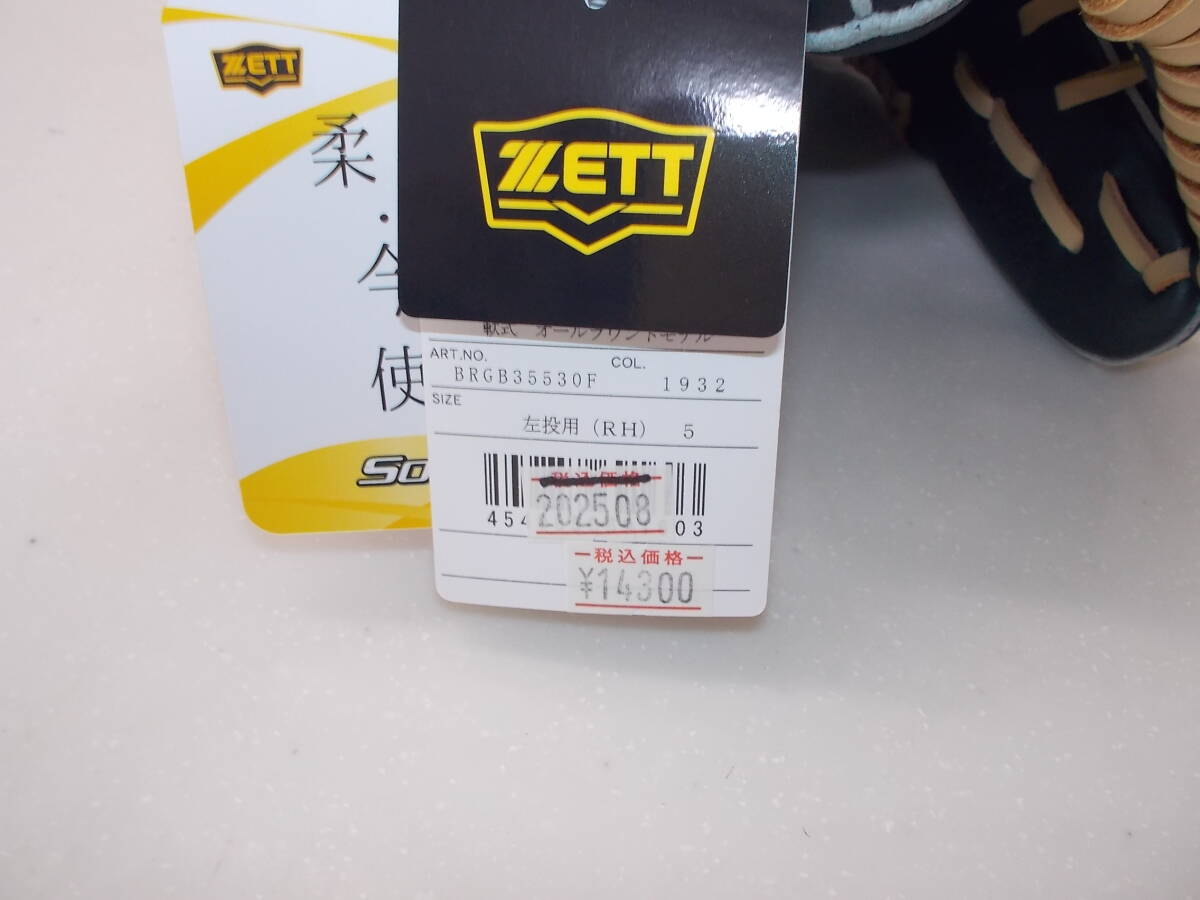 ZETT
柔
・
今
使
So
ZETT
軟式 オールラウンドモデル
ART.NO. COL.
BRGB35530F 1932
SIZE
左投用(RH) 5
税込価格
202508
454 03
税込価格
¥14300